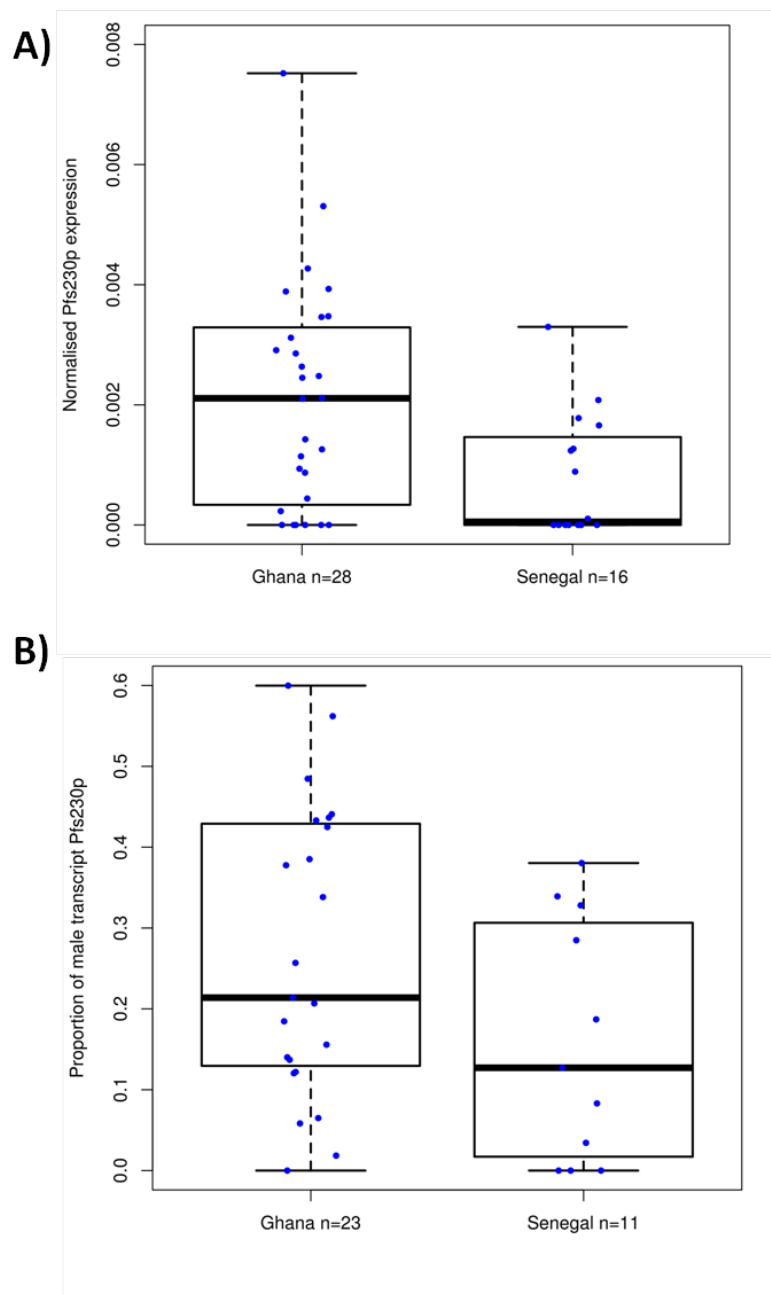 A)
Normalised Pfs230p expression
0.008
0.006
0.004
0.002
0.000
Ghana n=28
Senegal n=16
B)
Proportion of male transcript Pfs230p
0.6
0.5
0.4
0.3
0.2
0.1
0.0
Ghana n=23
Senegal n=11